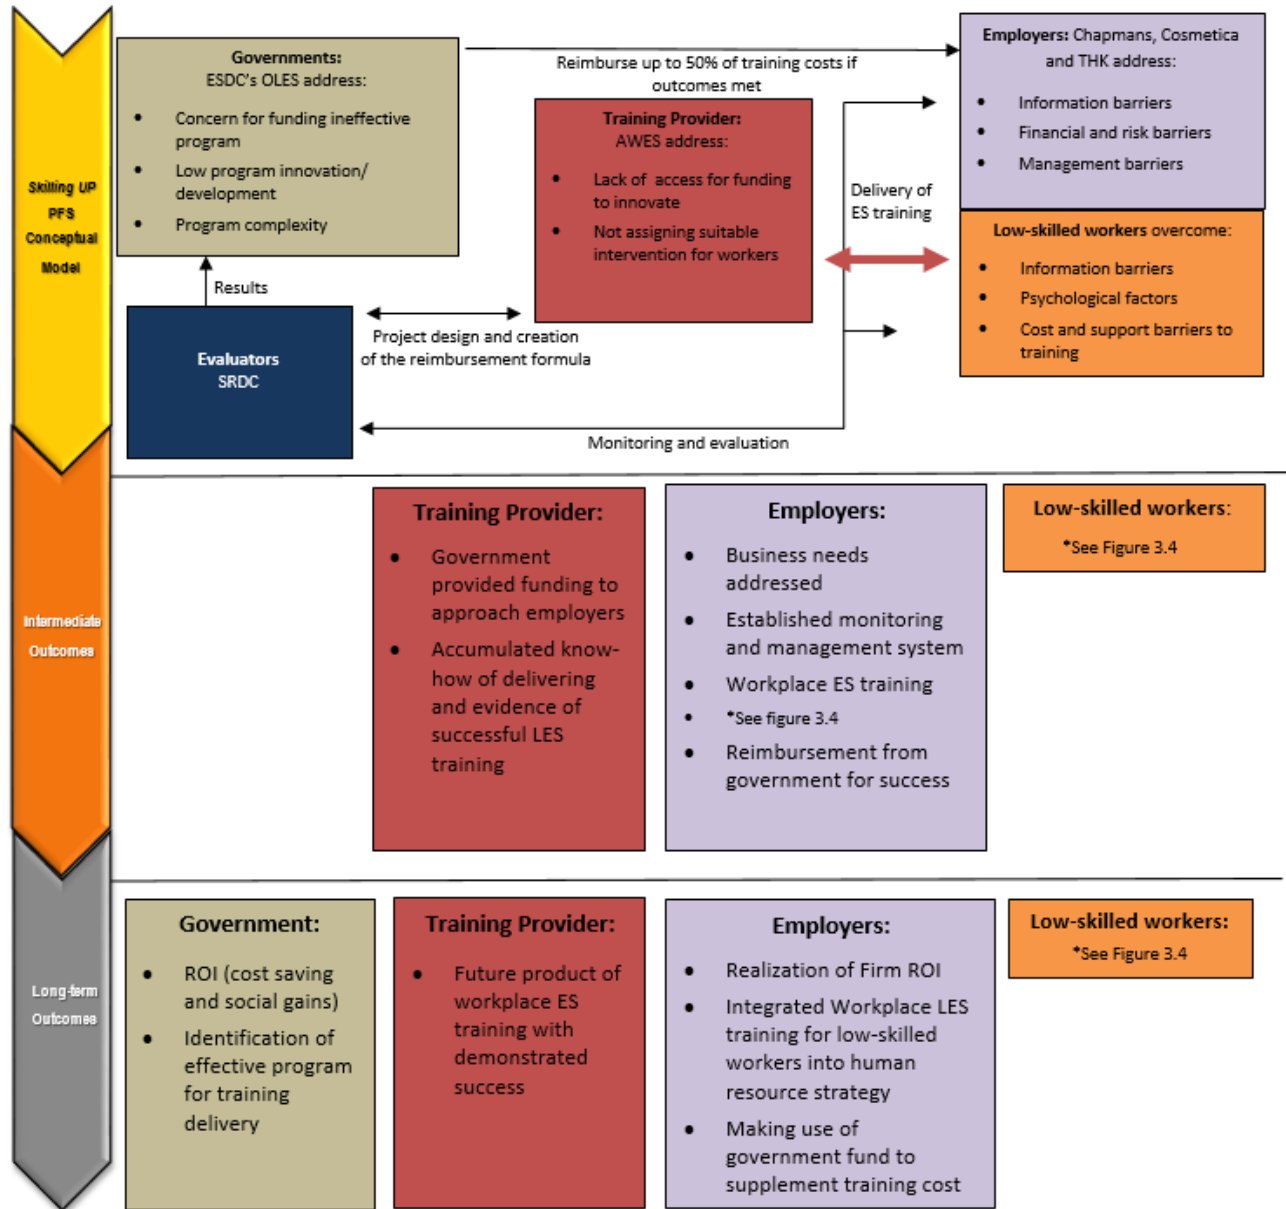 Skilling UP
PFS
Conceptual
Model
Governments:
ESDC's OLES address:
• Concern for funding ineffective
program
• Low program innovation/
development
• Program complexity
Reimburse up to 50% of training costs if
outcomes met
Training Provider:
AWES address:
• Lack of access for funding
to innovate
• Not assigning suitable
intervention for workers
Employers: Chapmans, Cosmetica
and THK address:
• Information barriers
• Financial and risk barriers
• Management barriers
Delivery of
ES training
Low-skilled workers overcome:
• Information barriers
• Psychological factors
• Cost and support barriers to
training
Results
Evaluators
SRDC
Project design and creation
of the reimbursement formula
Monitoring and evaluation
Intermediate
Outcomes
Training Provider:
• Government
provided funding to
approach employers
• Accumulated know-
how of delivering
and evidence of
successful LES
training
Employers:
• Business needs
addressed
• Established monitoring
and management system
• Workplace ES training
• *See figure 3.4
• Reimbursement from
government for success
Low-skilled workers:
*See Figure 3.4
Long-term
Outcomes
Government:
• ROI (cost saving
and social gains)
• Identification of
effective program
for training
delivery
Training Provider:
• Future product of
workplace ES
training with
demonstrated
success
Employers:
• Realization of Firm ROI
• Integrated Workplace LES
training for low-skilled
workers into human
resource strategy
• Making use of
government fund to
supplement training cost
Low-skilled workers:
*See Figure 3.4